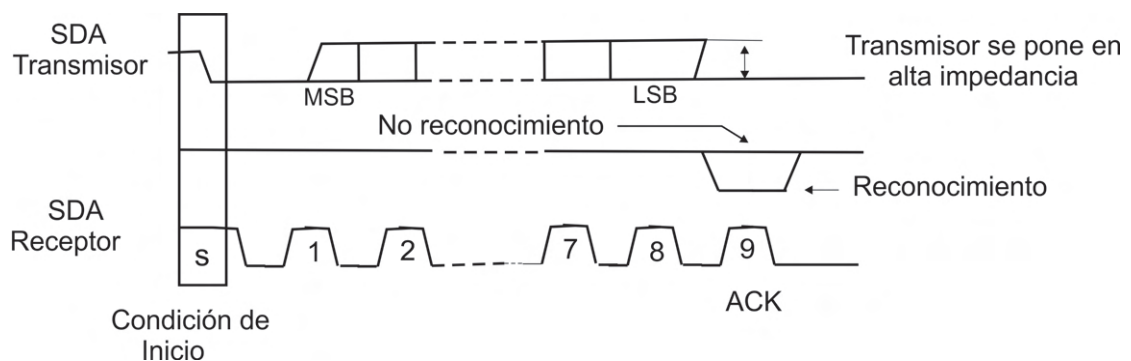 SDA
Transmisor
Transmisor se pone en
alta impedancia
MSB
LSB
No reconocimiento
Reconocimiento
SDA
Receptor
s
1
2
7
8
9
ACK
Condición de
Inicio